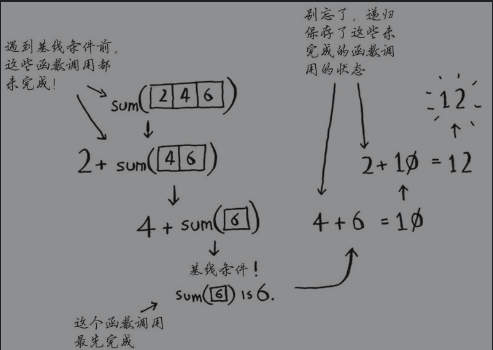 遇到基线条件前,
这些函数调用都
未完成!
sum([2 4 6])
2 + sum([4 6])
4 + sum([6])
基线条件!
sum([6]) is 6.
这个函数调用
最先完成
别忘了, 递归
保存了这些未
完成的函数调
用的状态
12
2 + 10 = 12
4 + 6 = 10